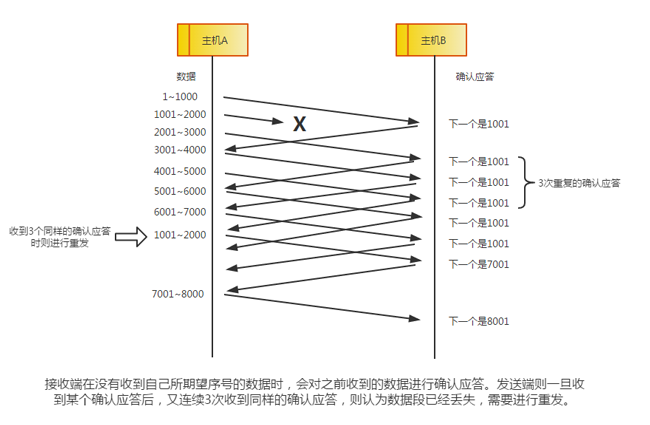 主机A
主机B
数据
确认应答
1~1000
1001~2000
X
下一个是1001
2001~3000
3001~4000
下一个是1001
4001~5000
下一个是1001
3次重复的确认应答
5001~6000
下一个是1001
6001~7000
下一个是1001
收到3个同样的确认应答
时则进行重发
1001~2000
下一个是1001
下一个是7001
7001~8000
下一个是8001
接收端在没有收到自己所期望序号的数据时，会对之前收到的数据进行确认应答。发送端则一旦收
到某个确认应答后，又连续3次收到同样的确认应答，则认为数据段已经丢失，需要进行重发。